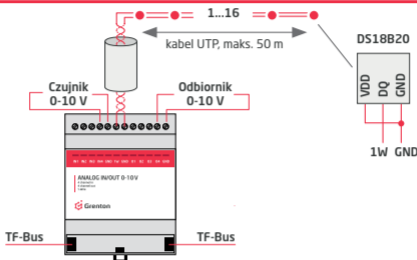 1...16
kabel UTP, maks. 50 m
DS18B20
VDD
DQ
GND
1W GND
Czujnik
0-10 V
Odbiornik
0-10 V
ANALOG IN/OUT 0-10 V
Grenton
TF-Bus
TF-Bus